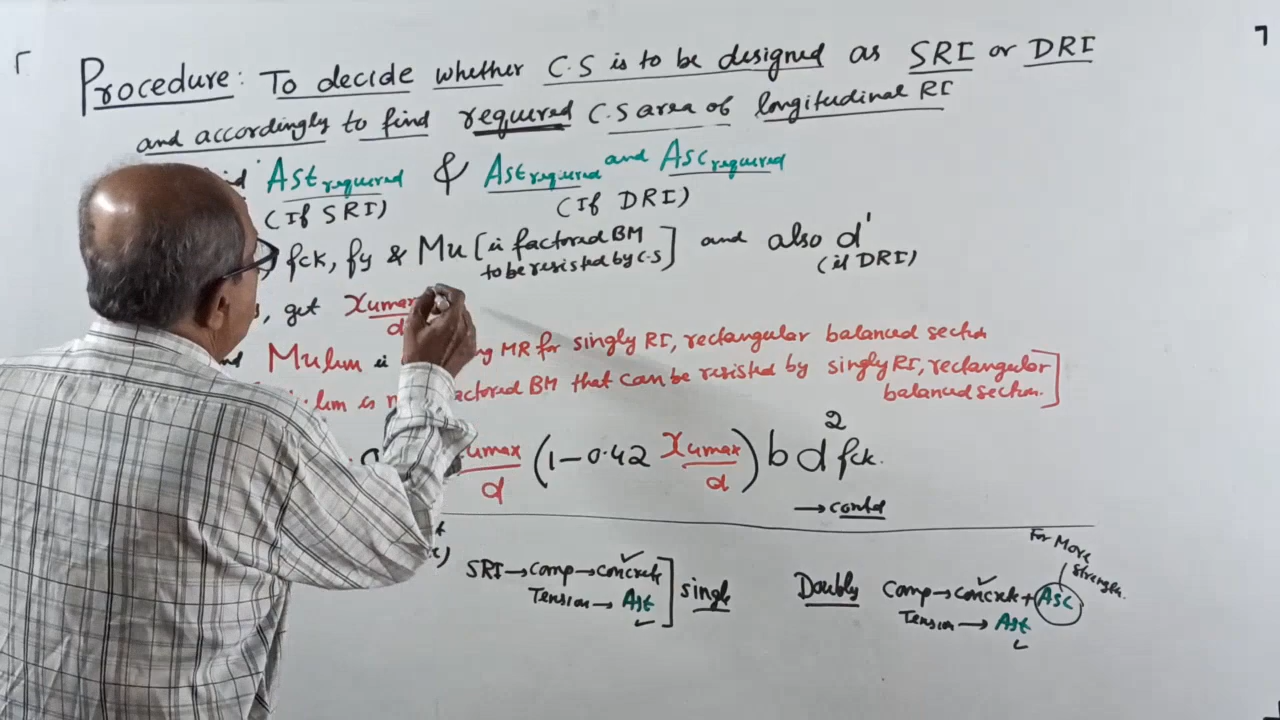 Procedure: To decide whether C.S is to be designed as SRI or DRI
and accordingly to find required C.S area of longitudinal RI
Ast required & Ast required and Asc required
(If SRI) (If DRI)
fck, fy & Mu [is factored BM to be resisted by C.S] and also d'
(if DRI)
, get xumax
d
Mulim is MR for singly RI, rectangular balanced section
lim is factored BM that can be resisted by singly RI, rectangular
balanced section.]
umax/d (1-0.42 xumax/d) b d² fck.
→ contd
For More
Strength.
SRI → comp → concrete ✓
Tension → Ast
] single
Doubly Comp → concrete + Asc
Tension → Ast